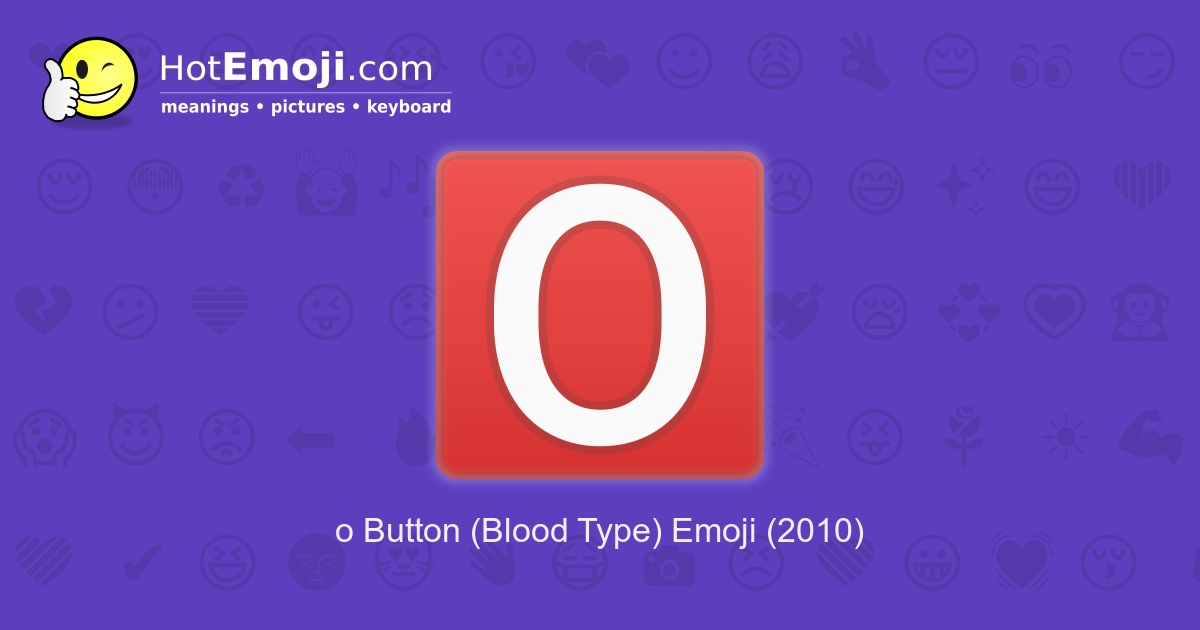 HotEmoji.com
meanings • pictures • keyboard
O
o Button (Blood Type) Emoji (2010)